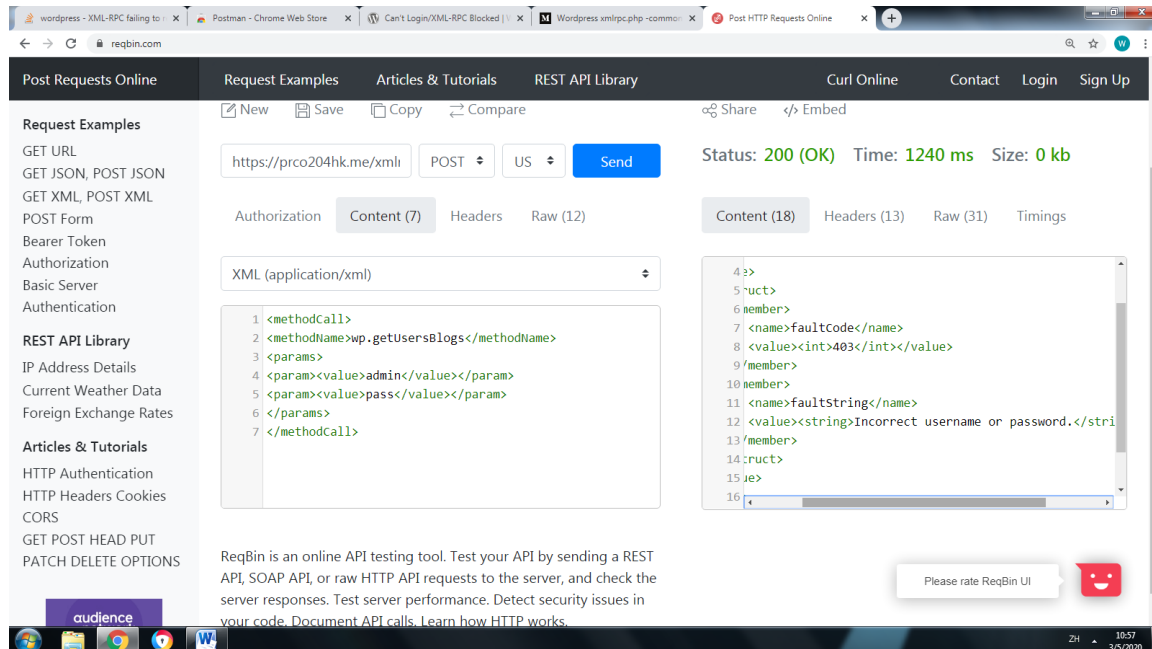 wordpress - XML-RPC failing to r
Postman - Chrome Web Store
Can't Login/XML-RPC Blocked | W
Wordpress xmlrpc.php -common
Post HTTP Requests Online
reqbin.com
W
Post Requests Online
Request Examples
Articles & Tutorials
REST API Library
Curl Online
Contact
Login
Sign Up
New
Save
Copy
Compare
Share
</> Embed
Request Examples
GET URL
GET JSON, POST JSON
GET XML, POST XML
POST Form
Bearer Token
Authorization
Basic Server
Authentication
REST API Library
IP Address Details
Current Weather Data
Foreign Exchange Rates
Articles & Tutorials
HTTP Authentication
HTTP Headers Cookies
CORS
GET POST HEAD PUT
PATCH DELETE OPTIONS
audience
https://prco204hk.me/xmlr
POST
US
Send
Authorization
Content (7)
Headers
Raw (12)
XML (application/xml)
1 <methodCall>
2 <methodName>wp.getUsersBlogs</methodName>
3 <params>
4 <param><value>admin</value></param>
5 <param><value>pass</value></param>
6 </params>
7 </methodCall>
Status: 200 (OK) Time: 1240 ms Size: 0 kb
Content (18)
Headers (13)
Raw (31)
Timings
4 e>
5 ruct>
6 member>
7 <name>faultCode</name>
8 <value><int>403</int></value>
9 /member>
10 member>
11 <name>faultString</name>
12 <value><string>Incorrect username or password.</stri
13 /member>
14 truct>
15 ue>
16
ReqBin is an online API testing tool. Test your API by sending a REST
API, SOAP API, or raw HTTP API requests to the server, and check the
server responses. Test server performance. Detect security issues in
your code. Document API calls. Learn how HTTP works.
Please rate ReqBin UI
ZH
10:57
3/5/2020